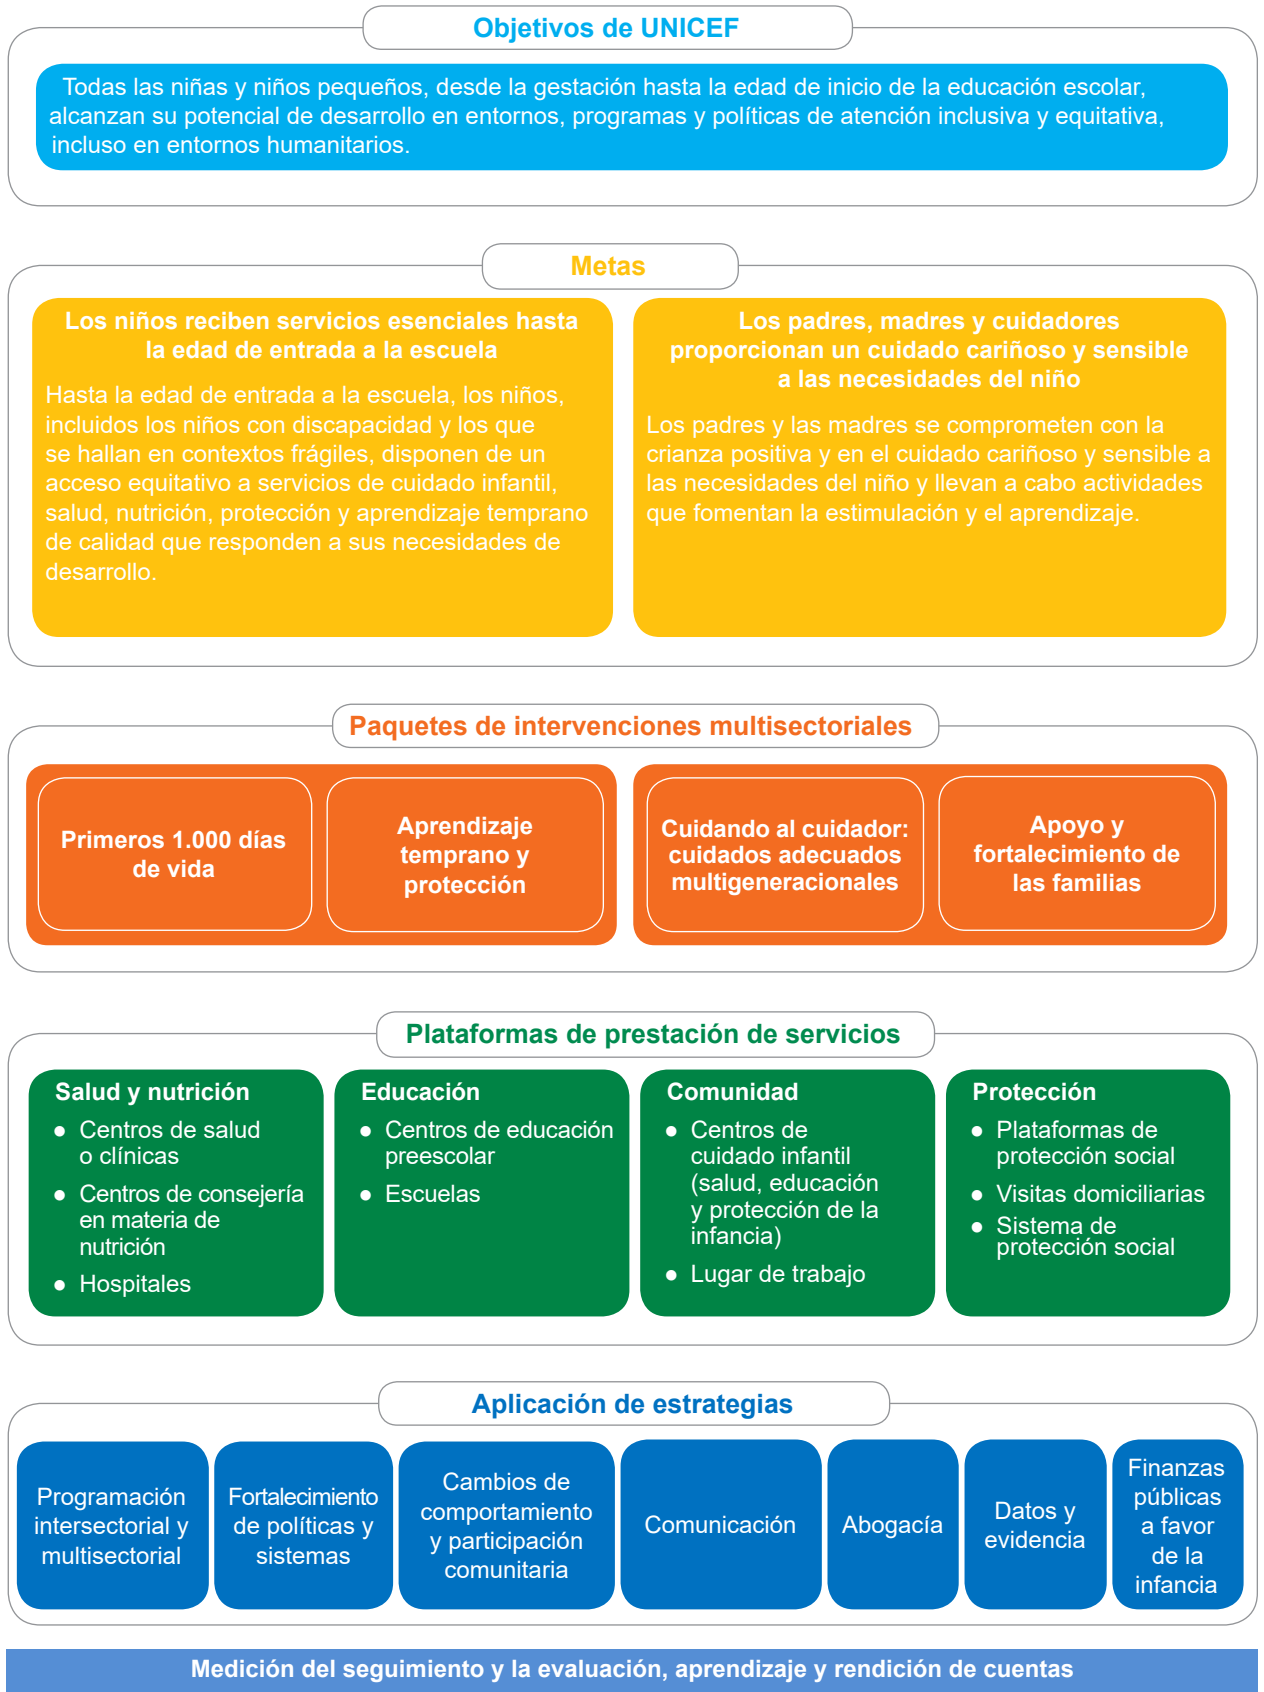 Objetivos de UNICEF
Todas las niñas y niños pequeños, desde la gestación hasta la edad de inicio de la educación escolar,
alcanzan su potencial de desarrollo en entornos, programas y políticas de atención inclusiva y equitativa,
incluso en entornos humanitarios.
Metas
Los niños reciben servicios esenciales hasta
la edad de entrada a la escuela
Hasta la edad de entrada a la escuela, los niños,
incluidos los niños con discapacidad y los que
se hallan en contextos frágiles, disponen de un
acceso equitativo a servicios de cuidado infantil,
salud, nutrición, protección y aprendizaje temprano
de calidad que responden a sus necesidades de
desarrollo.
Los padres, madres y cuidadores
proporcionan un cuidado cariñoso y sensible
a las necesidades del niño
Los padres y las madres se comprometen con la
crianza positiva y en el cuidado cariñoso y sensible a
las necesidades del niño y llevan a cabo actividades
que fomentan la estimulación y el aprendizaje.
Paquetes de intervenciones multisectoriales
Primeros 1.000 días
de vida
Aprendizaje
temprano y
protección
Cuidando al cuidador:
cuidados adecuados
multigeneracionales
Apoyo y
fortalecimiento de
las familias
Plataformas de prestación de servicios
Salud y nutrición
● Centros de salud
o clínicas
● Centros de consejería
en materia de
nutrición
● Hospitales
Educación
● Centros de educación
preescolar
● Escuelas
Comunidad
● Centros de
cuidado infantil
(salud, educación
y protección de la
infancia)
● Lugar de trabajo
Protección
● Plataformas de
protección social
● Visitas domiciliarias
● Sistema de
protección social
Aplicación de estrategias
Programación
intersectorial y
multisectorial
Fortalecimiento
de políticas y
sistemas
Cambios de
comportamiento
y participación
comunitaria
Comunicación
Abogacía
Datos y
evidencia
Finanzas
públicas
a favor
de la
infancia
Medición del seguimiento y la evaluación, aprendizaje y rendición de cuentas